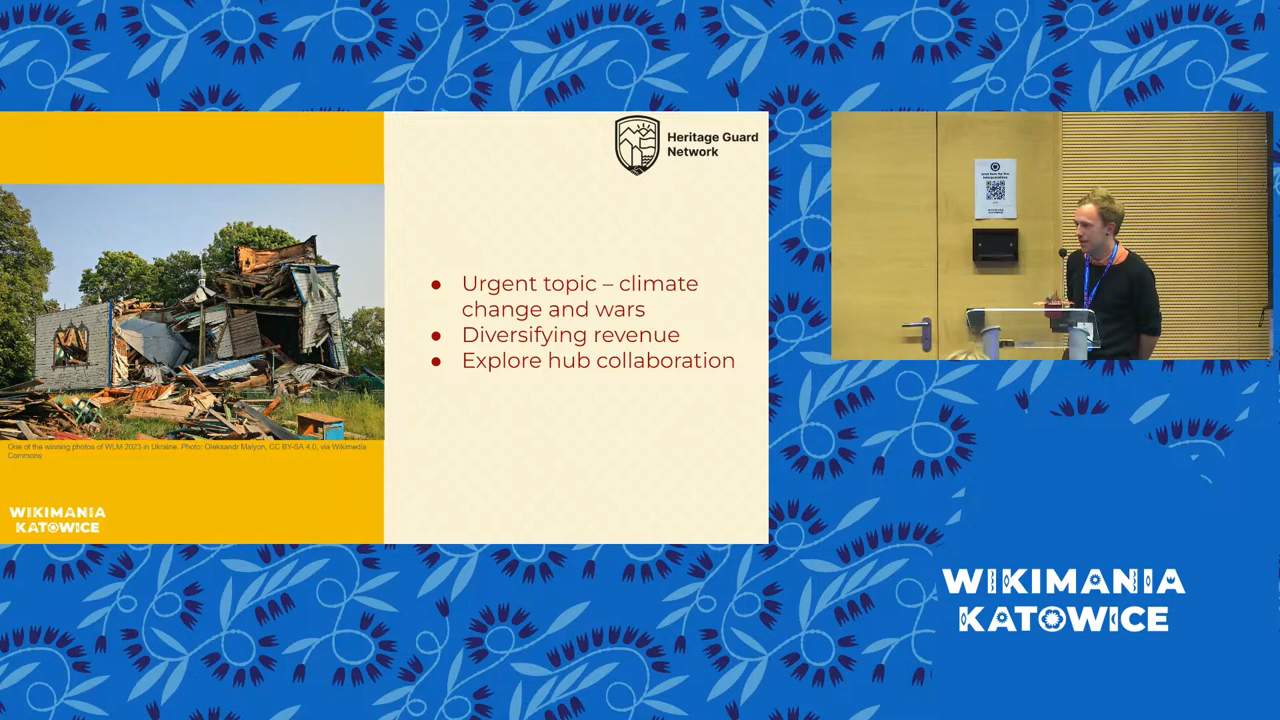 Heritage Guard
Network
● Urgent topic – climate
change and wars
● Diversifying revenue
● Explore hub collaboration
One of the winning photos of WLM 2023 in Ukraine. Photo: Oleksandr Malyon, CC BY-SA 4.0, via Wikimedia
Commons
WIKIMANIA
KATOWICE
WIKIMANIA
KATOWICE